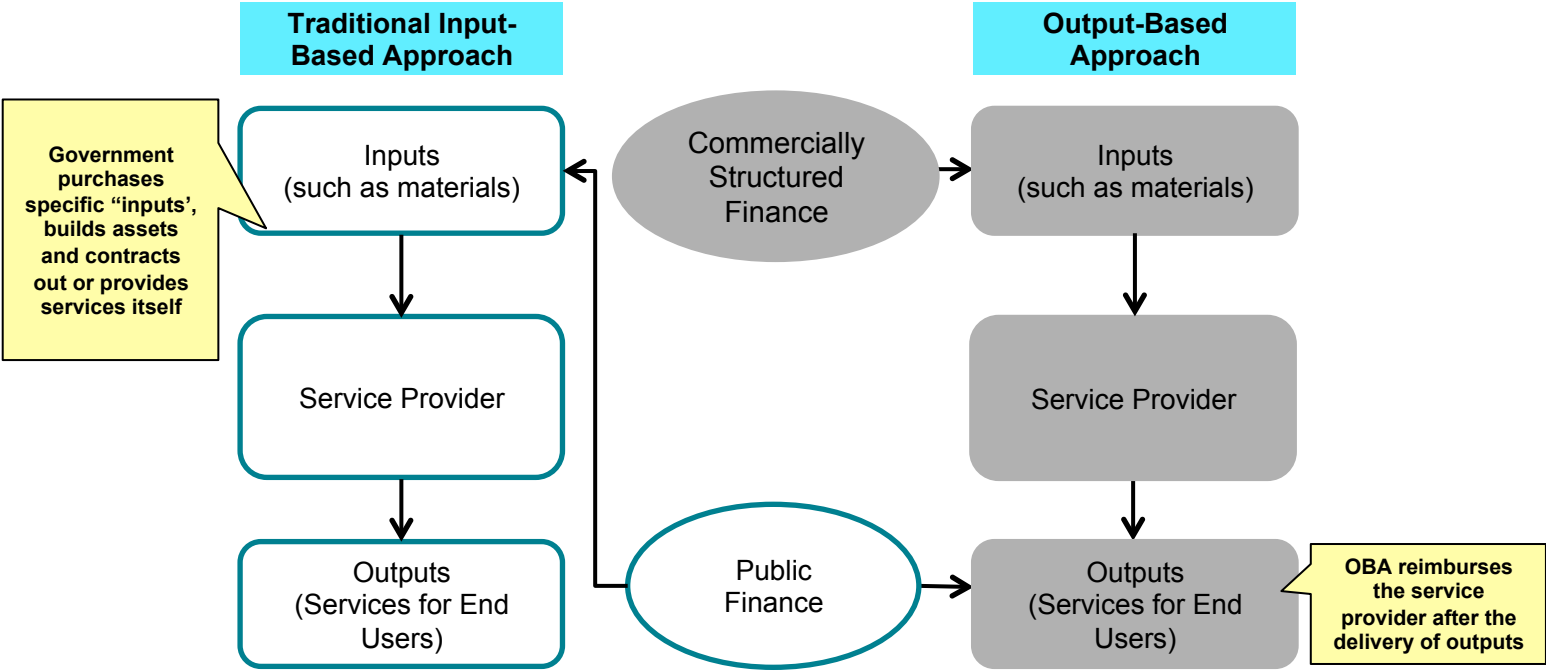 Traditional Input-
Based Approach
Output-Based
Approach
Government
purchases
specific “inputs’,
builds assets
and contracts
out or provides
services itself
Inputs
(such as materials)
Commercially
Structured
Finance
Inputs
(such as materials)
Service Provider
Service Provider
Outputs
(Services for End
Users)
Public
Finance
Outputs
(Services for End
Users)
OBA reimburses
the service
provider after the
delivery of outputs